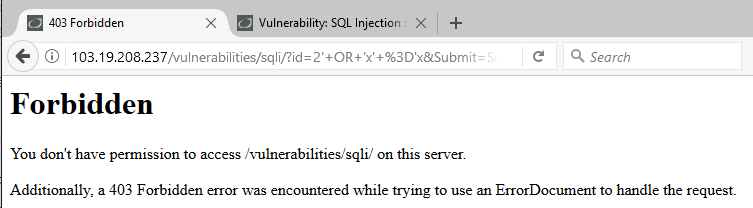 403 Forbidden
Vulnerability: SQL Injection
103.19.208.237/vulnerabilities/sqli/?id=2'+OR+'x'+%3D'x&Submit=Su
Search
Forbidden
You don't have permission to access /vulnerabilities/sqli/ on this server.
Additionally, a 403 Forbidden error was encountered while trying to use an ErrorDocument to handle the request.